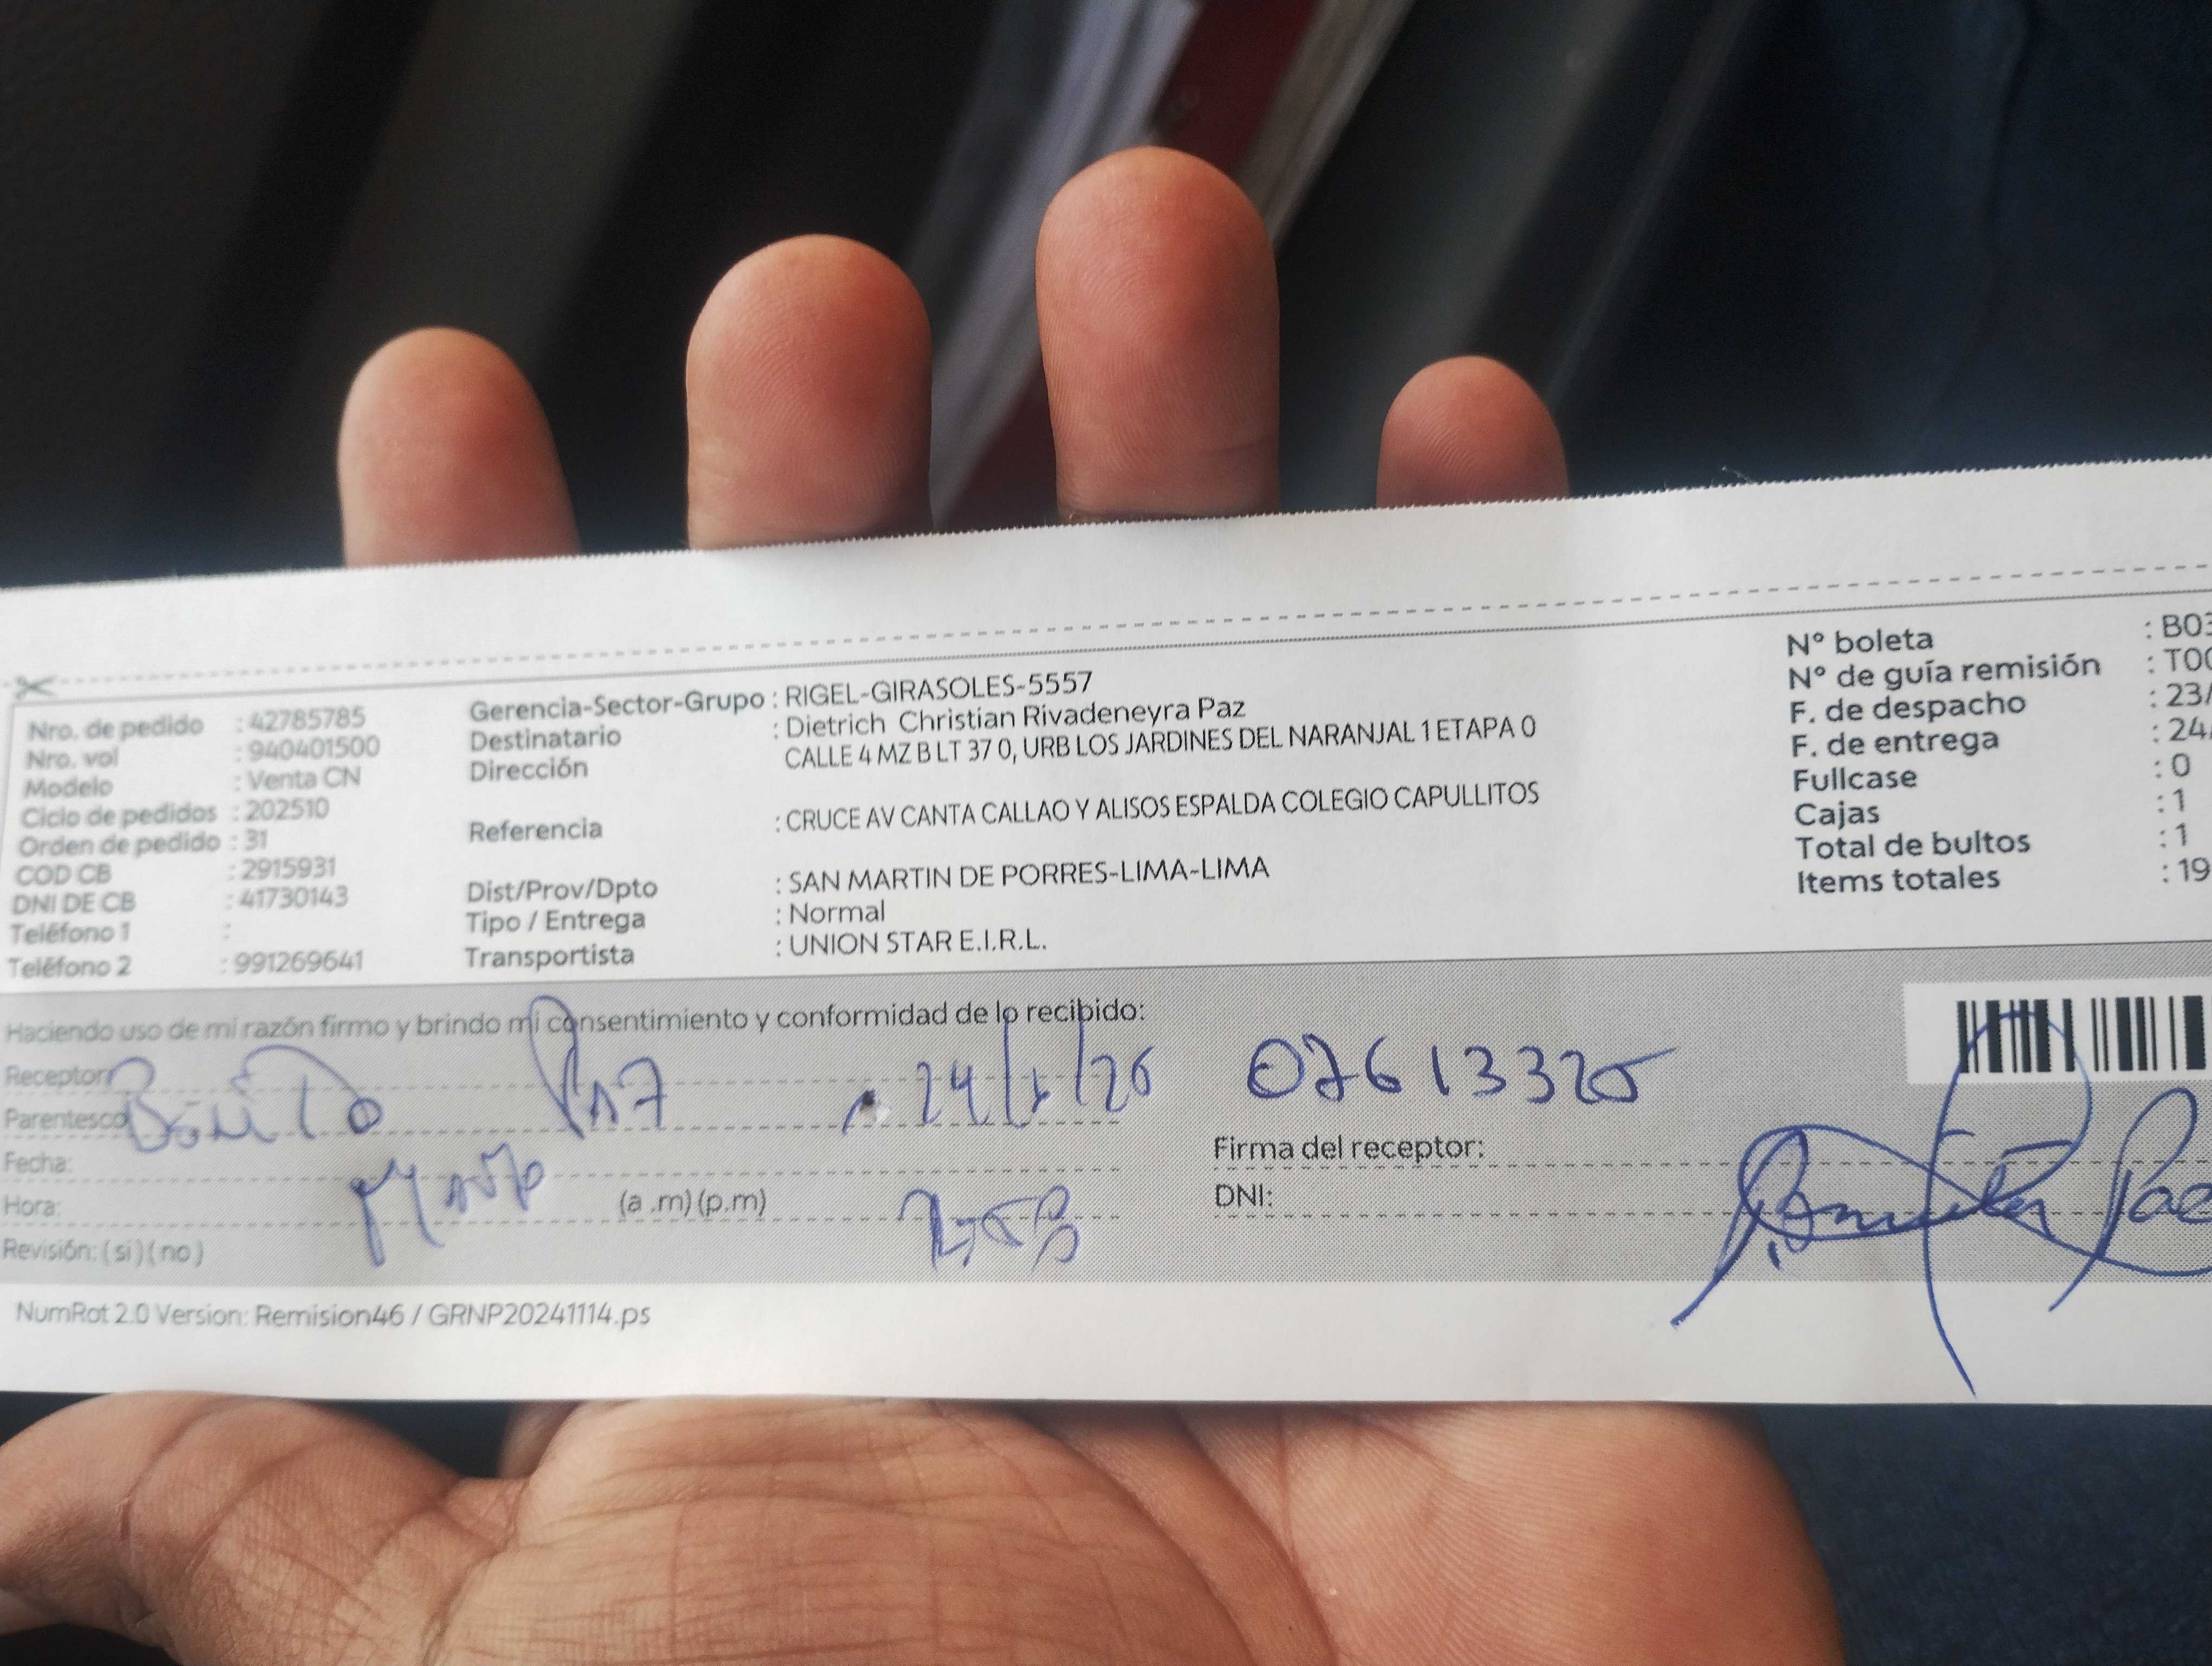 Nro. de pedido : 42785785
Nro. vol : 940401500
Modelo : Venta CN
Ciclo de pedidos : 202510
Orden de pedido : 31
COD CB : 2915931
DNI DE CB : 41730143
Teléfono 1 :
Teléfono 2 : 991269641
Gerencia-Sector-Grupo : RIGEL-GIRASOLES-5557
Destinatario : Dietrich Christian Rivadeneyra Paz
Dirección CALLE 4 MZ B LT 37 0, URB LOS JARDINES DEL NARANJAL 1 ETAPA 0
Referencia : CRUCE AV CANTA CALLAO Y ALISOS ESPALDA COLEGIO CAPULLITOS
Dist/Prov/Dpto : SAN MARTIN DE PORRES-LIMA-LIMA
Tipo / Entrega : Normal
Transportista : UNION STAR E.I.R.L.
N° boleta : B03
N° de guía remisión : T00
F. de despacho : 23/
F. de entrega : 24
Fullcase : 0
Cajas : 1
Total de bultos : 1
Items totales : 19
Haciendo uso de mi razón firmo y brindo mi consentimiento y conformidad de lo recibido:
Receptor
Parentesco
Fecha:
Hora: (a .m) (p.m)
Revisión: ( si ) ( no )
07613325
Firma del receptor:
DNI:
NumRot 2.0 Version: Remision46 / GRNP20241114.ps